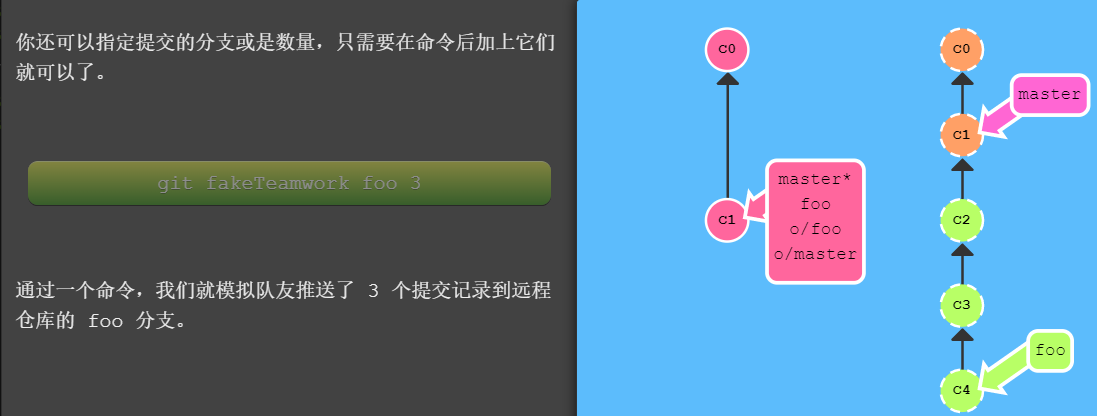 你还可以指定提交的分支或是数量，只需要在命令后加上它们
就可以了。
git fakeTeamwork foo 3
通过一个命令，我们就模拟队友推送了 3 个提交记录到远程
仓库的 foo 分支。
C0
C1
master*
foo
o/foo
o/master
C0
master
C1
C2
C3
foo
C4